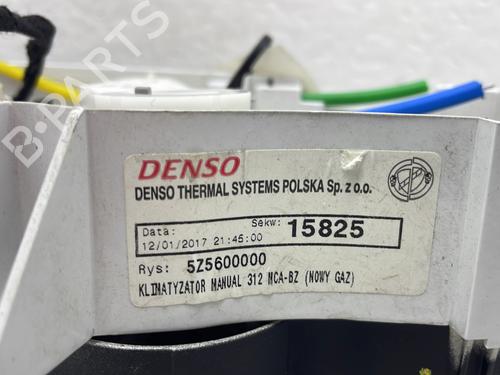 B-PARTS
DENSO
DENSO THERMAL SYSTEMS POLSKA Sp. z o.o.
Data: Sekw: 15825
12/01/2017 21:45:00
Rys: 5Z5600000
KLIMATYZATOR MANUAL 312 MCA-BZ (NOWY GAZ)